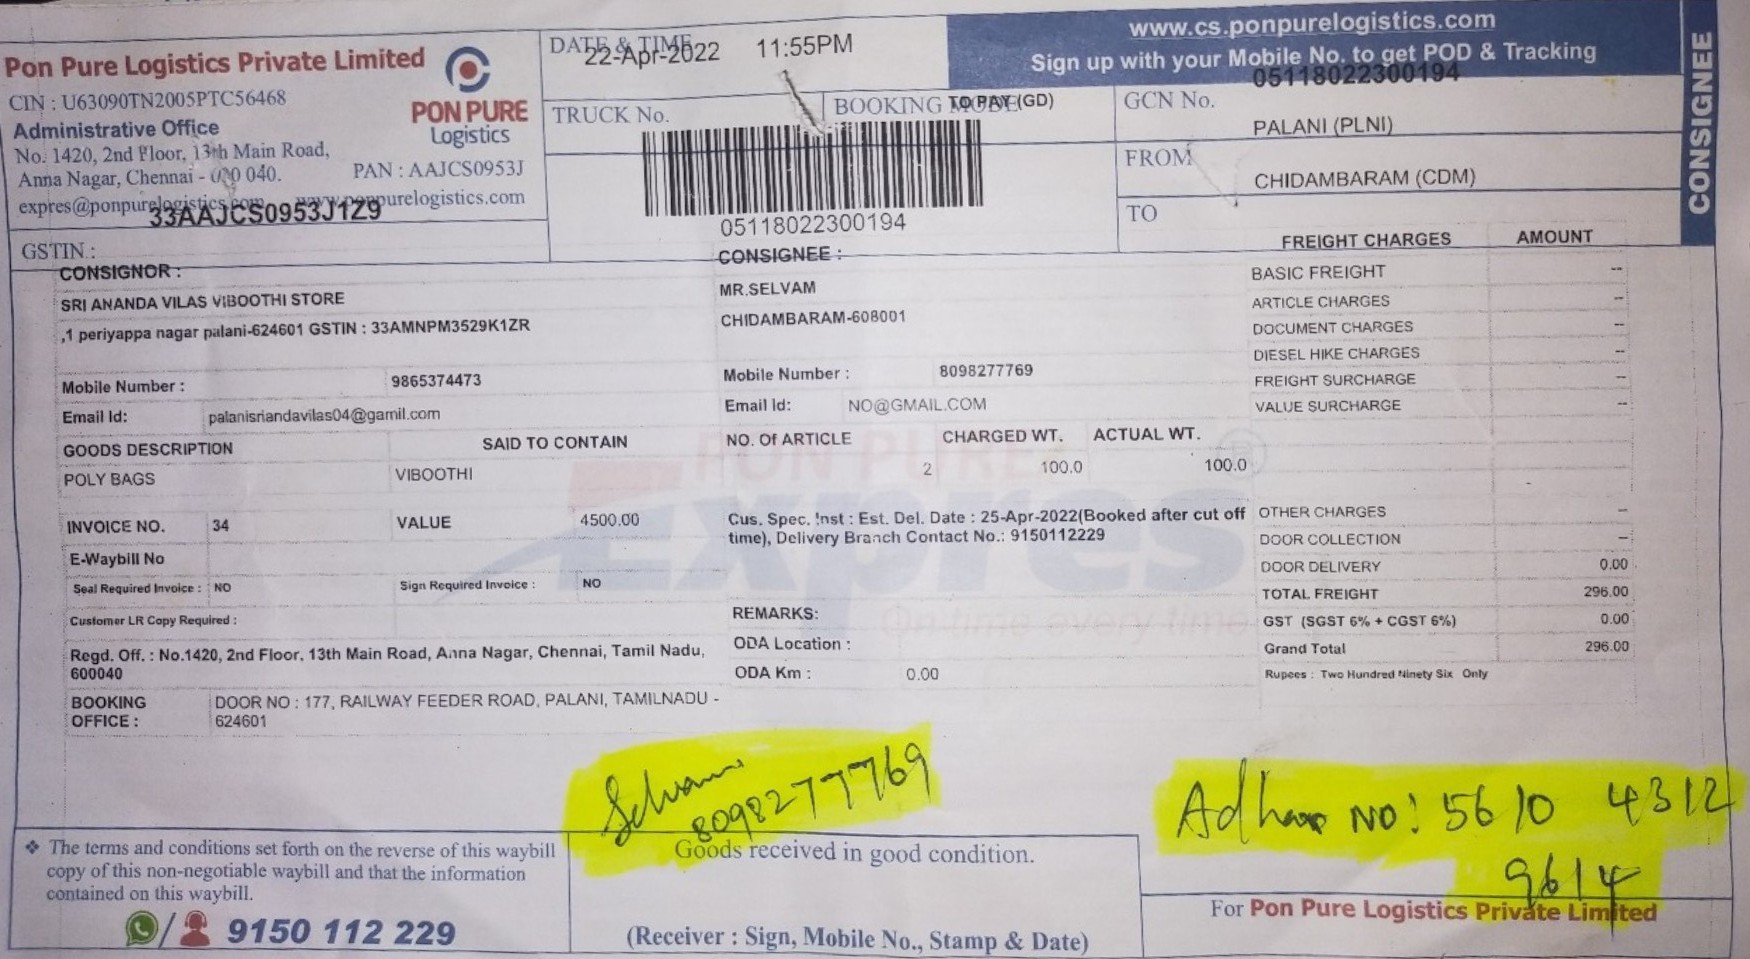 Pon Pure Logistics Private Limited
CIN : U63090TN2005PTC56468
Administrative Office
No. 1420, 2nd Floor, 13th Main Road,
Anna Nagar, Chennai - 600 040.
PAN : AAJCS0953J
PON PURE
Logistics
33AAJCS0953J1Z9
GSTIN :
DATE & TIME
22-Apr-2022 11:55PM
TRUCK No.
BOOKING MODE
TO PAY (GD)
05118022300194
www.cs.ponpurelogistics.com
Sign up with your Mobile No. to get POD & Tracking
05118022300194
GCN No.
PALANI (PLNI)
FROM
CHIDAMBARAM (CDM)
TO
CONSIGNEE
CONSIGNOR :
SRI ANANDA VILAS VIBOOTHI STORE
,1 periyappa nagar palani-624601 GSTIN : 33AMNPM3529K1ZR
Mobile Number : 9865374473
Email Id: palanisriandavilas04@gamil.com
CONSIGNEE :
MR.SELVAM
CHIDAMBARAM-608001
Mobile Number : 8098277769
Email Id: NO@GMAIL.COM
FREIGHT CHARGES AMOUNT
BASIC FREIGHT --
ARTICLE CHARGES --
DOCUMENT CHARGES --
DIESEL HIKE CHARGES --
FREIGHT SURCHARGE --
VALUE SURCHARGE --
GOODS DESCRIPTION SAID TO CONTAIN NO. Of ARTICLE CHARGED WT. ACTUAL WT.
POLY BAGS VIBOOTHI 2 100.0 100.0
PON PURE
Expres
On-time every time
INVOICE NO. 34 VALUE 4500.00
E-Waybill No
Seal Required Invoice : NO Sign Required Invoice : NO
Customer LR Copy Required :
Regd. Off. : No.1420, 2nd Floor, 13th Main Road, Anna Nagar, Chennai, Tamil Nadu,
600040
BOOKING OFFICE : DOOR NO : 177, RAILWAY FEEDER ROAD, PALANI, TAMILNADU -
624601
Cus. Spec. Inst : Est. Del. Date : 25-Apr-2022(Booked after cut off
time), Delivery Branch Contact No.: 9150112229
REMARKS:
ODA Location :
ODA Km : 0.00
OTHER CHARGES --
DOOR COLLECTION --
DOOR DELIVERY 0.00
TOTAL FREIGHT 296.00
GST (SGST 6% + CGST 6%) 0.00
Grand Total 296.00
Rupees : Two Hundred Ninety Six Only
Selvam
8098277769
Adhaar NO: 5610 4312
9614
❖ The terms and conditions set forth on the reverse of this waybill
copy of this non-negotiable waybill and that the information
contained on this waybill.
9150 112 229
Goods received in good condition.
(Receiver : Sign, Mobile No., Stamp & Date)
For Pon Pure Logistics Private Limited